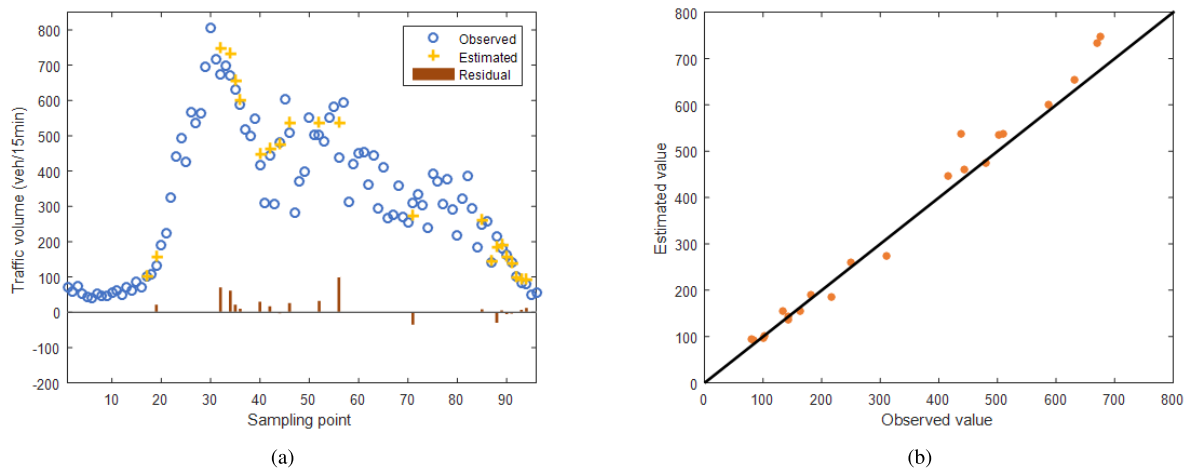 800
700
600
500
400
300
200
100
0
-100
-200
Traffic volume (veh/15min)
10 20 30 40 50 60 70 80 90
Sampling point
Observed
Estimated
Residual
(a)
800
700
600
500
400
300
200
100
0
Estimated value
0 100 200 300 400 500 600 700 800
Observed value
(b)